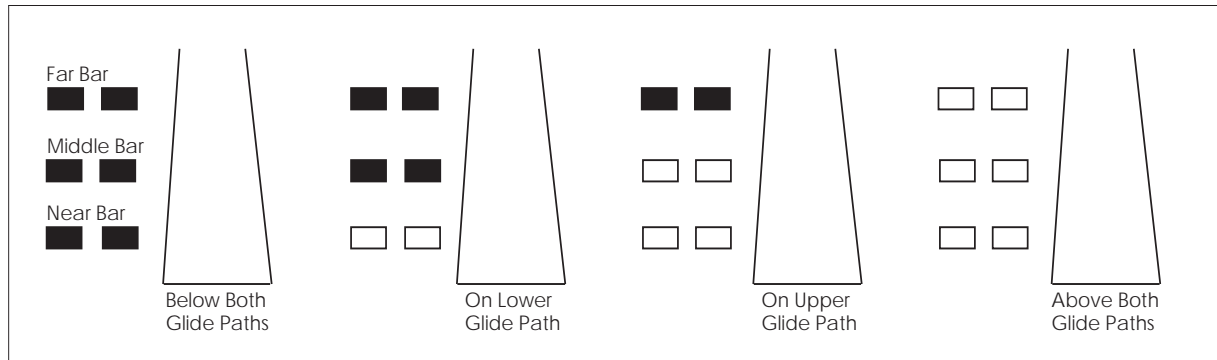 Far Bar
Middle Bar
Near Bar
Below Both
Glide Paths
On Lower
Glide Path
On Upper
Glide Path
Above Both
Glide Paths